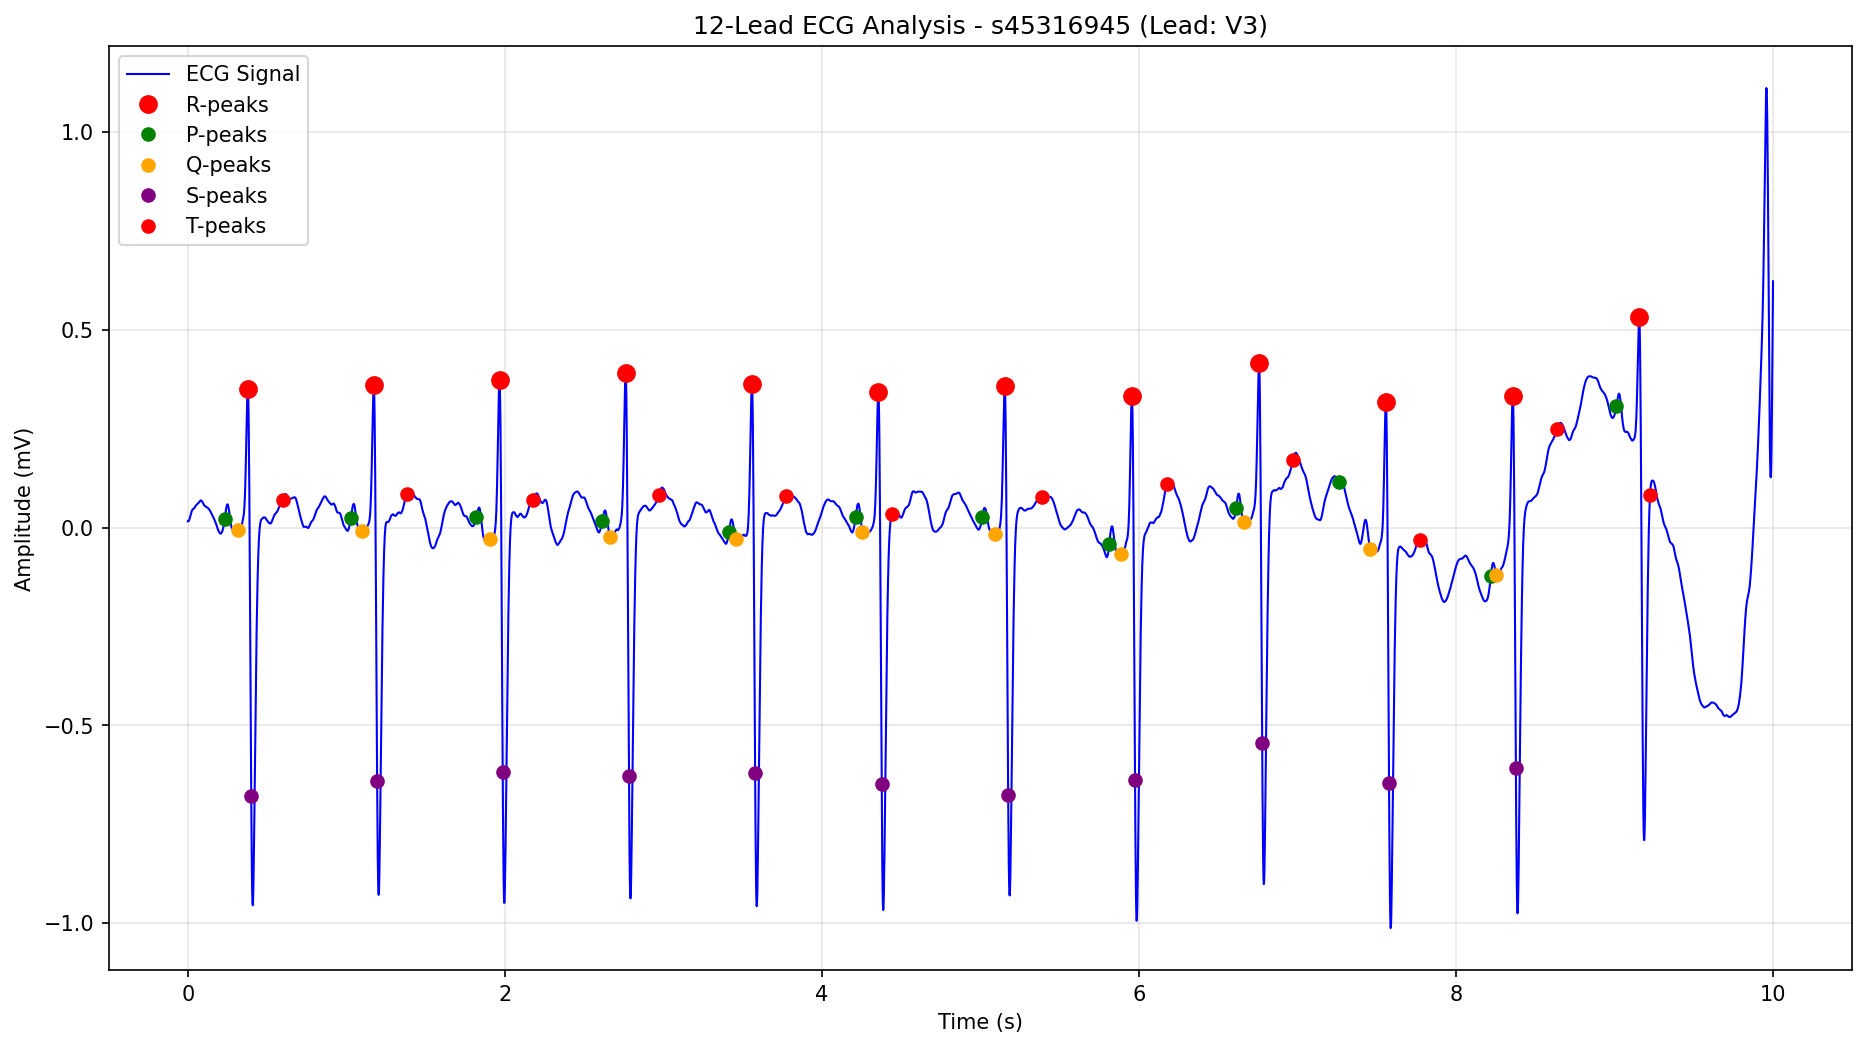 12-Lead ECG Analysis - s45316945 (Lead: V3)
ECG Signal
R-peaks
P-peaks
Q-peaks
S-peaks
T-peaks
Amplitude (mV)
1.0
0.5
0.0
−0.5
−1.0
0 2 4 6 8 10
Time (s)